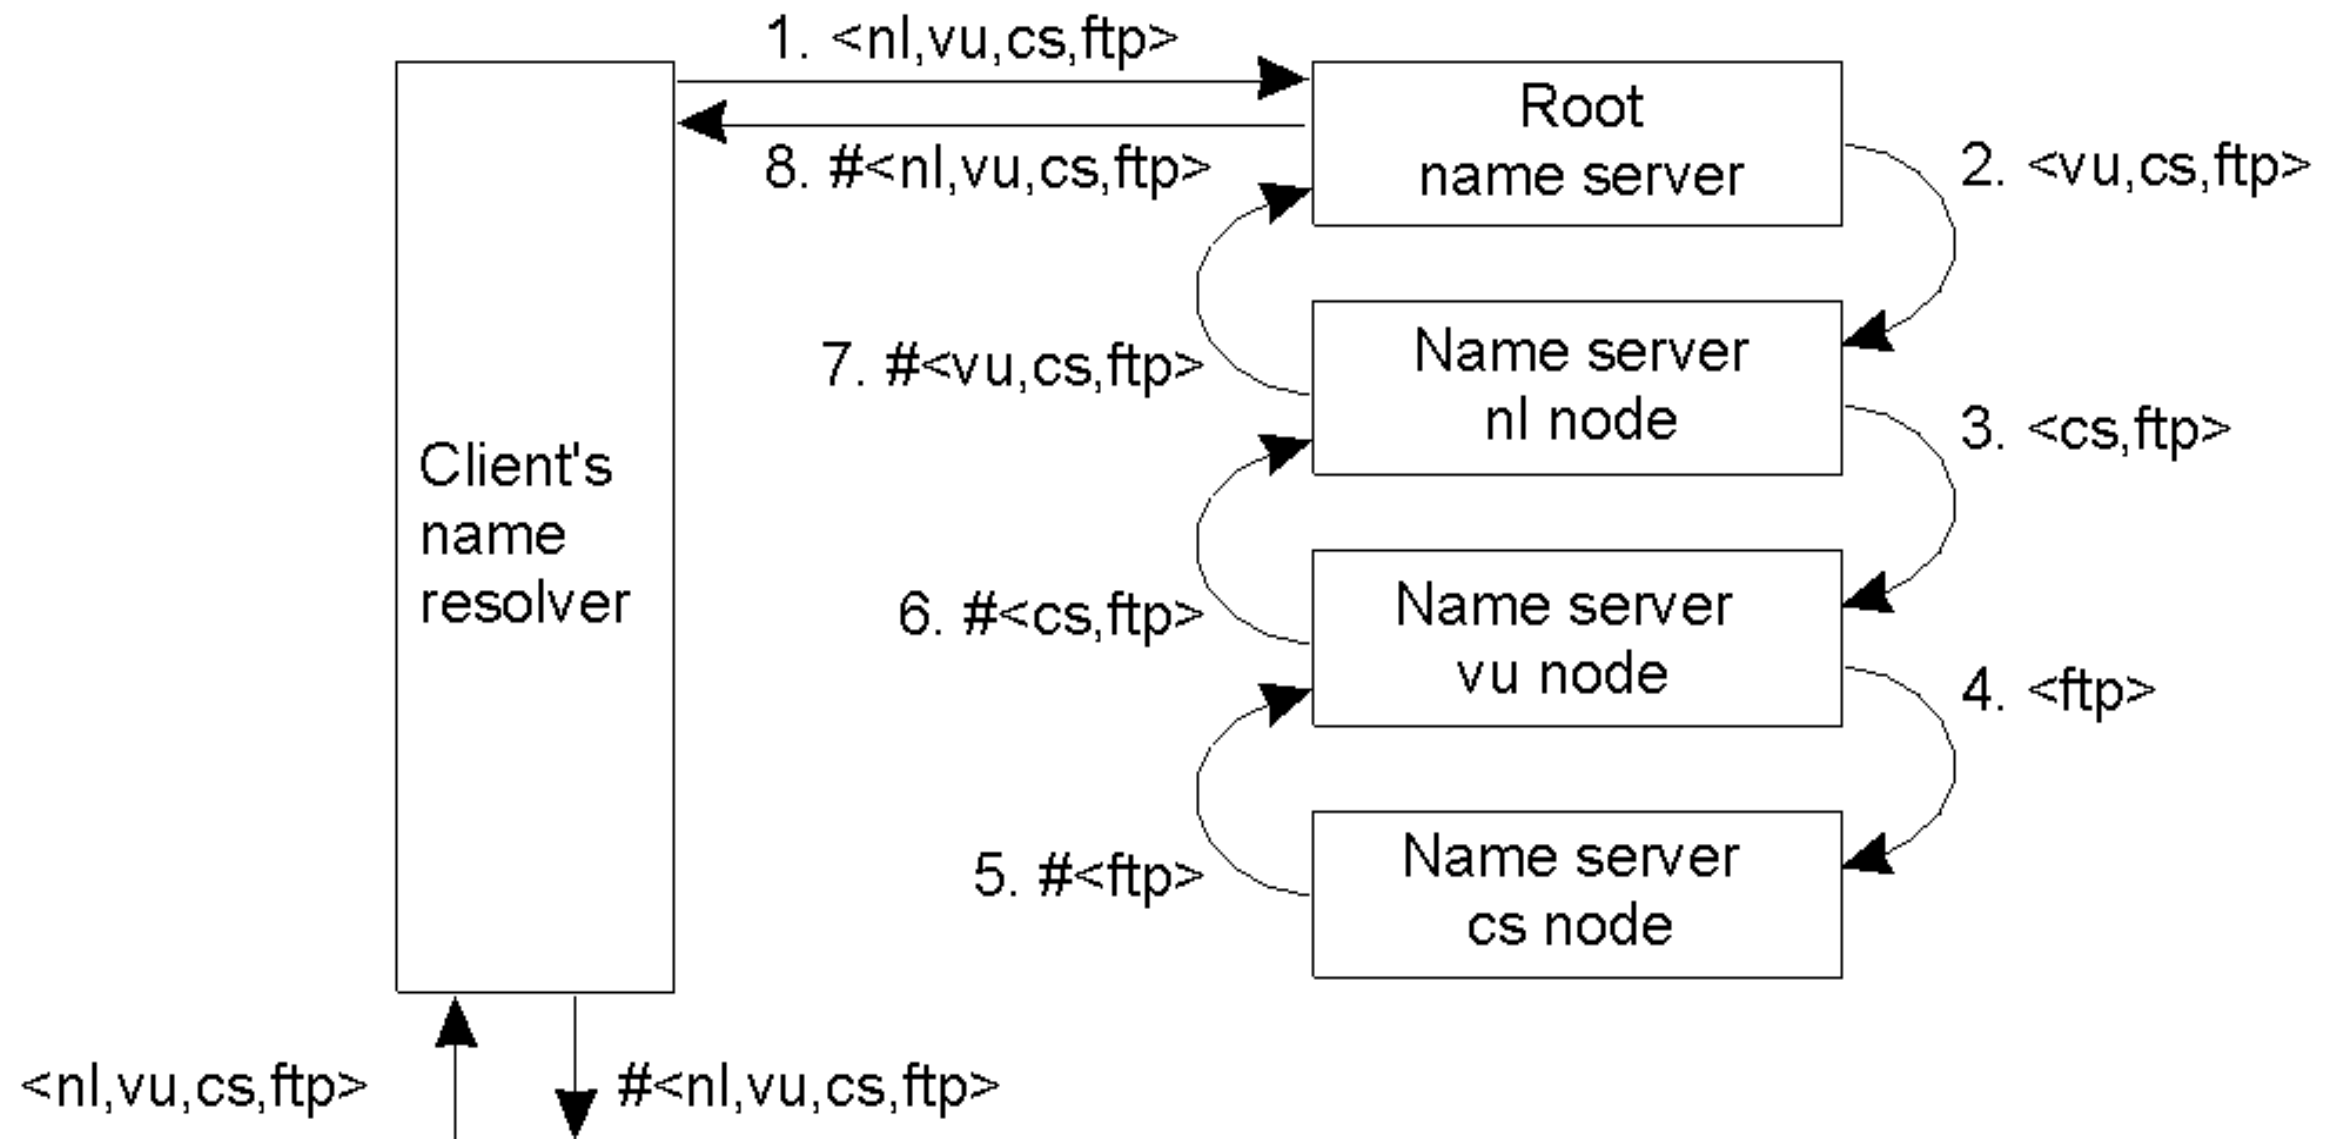 1. <nl,vu,cs,ftp>
8. #<nl,vu,cs,ftp>
Root
name server
2. <vu,cs,ftp>
7. #<vu,cs,ftp>
Name server
nl node
3. <cs,ftp>
Client's
name
resolver
6. #<cs,ftp>
Name server
vu node
4. <ftp>
5. #<ftp>
Name server
cs node
<nl,vu,cs,ftp>
#<nl,vu,cs,ftp>